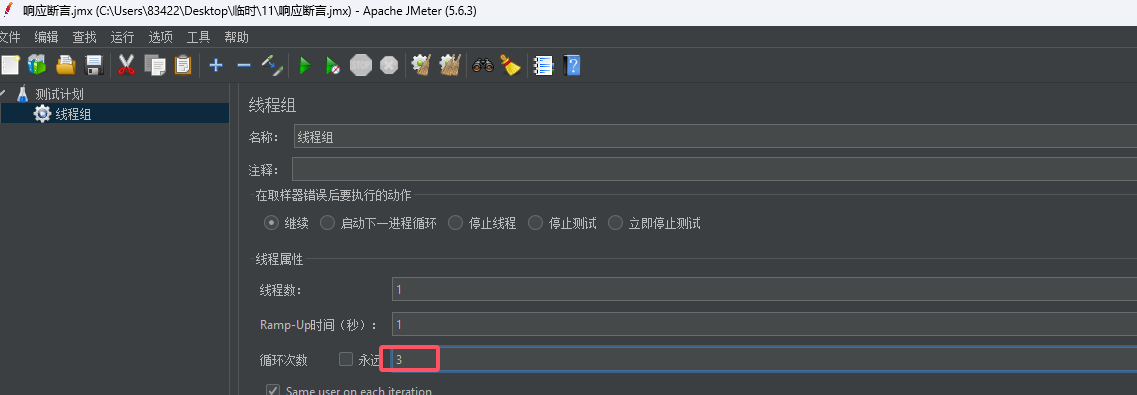 响应断言.jmx (C:\Users\83422\Desktop\临时\11\响应断言.jmx) - Apache JMeter (5.6.3)
文件 编辑 查找 运行 选项 工具 帮助
测试计划
线程组
线程组
名称： 线程组
注释：
在取样器错误后要执行的动作
继续 启动下一进程循环 停止线程 停止测试 立即停止测试
线程属性
线程数： 1
Ramp-Up时间（秒）： 1
循环次数 永远 3
Same user on each iteration